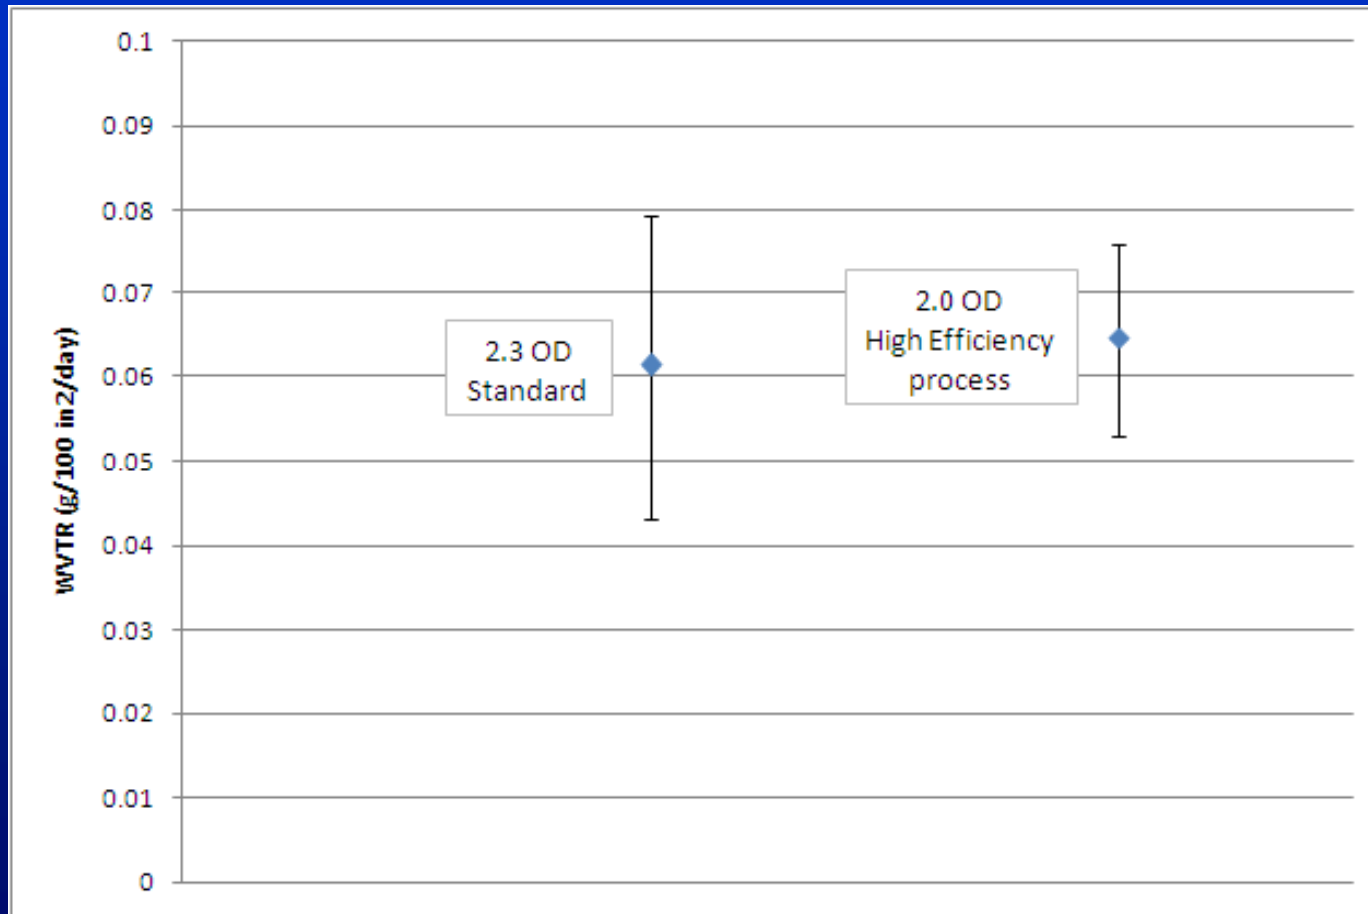 0.1
0.09
0.08
0.07
0.06
0.05
0.04
0.03
0.02
0.01
0
WVTR (g/100 in2/day)
2.3 OD
Standard
2.0 OD
High Efficiency
process